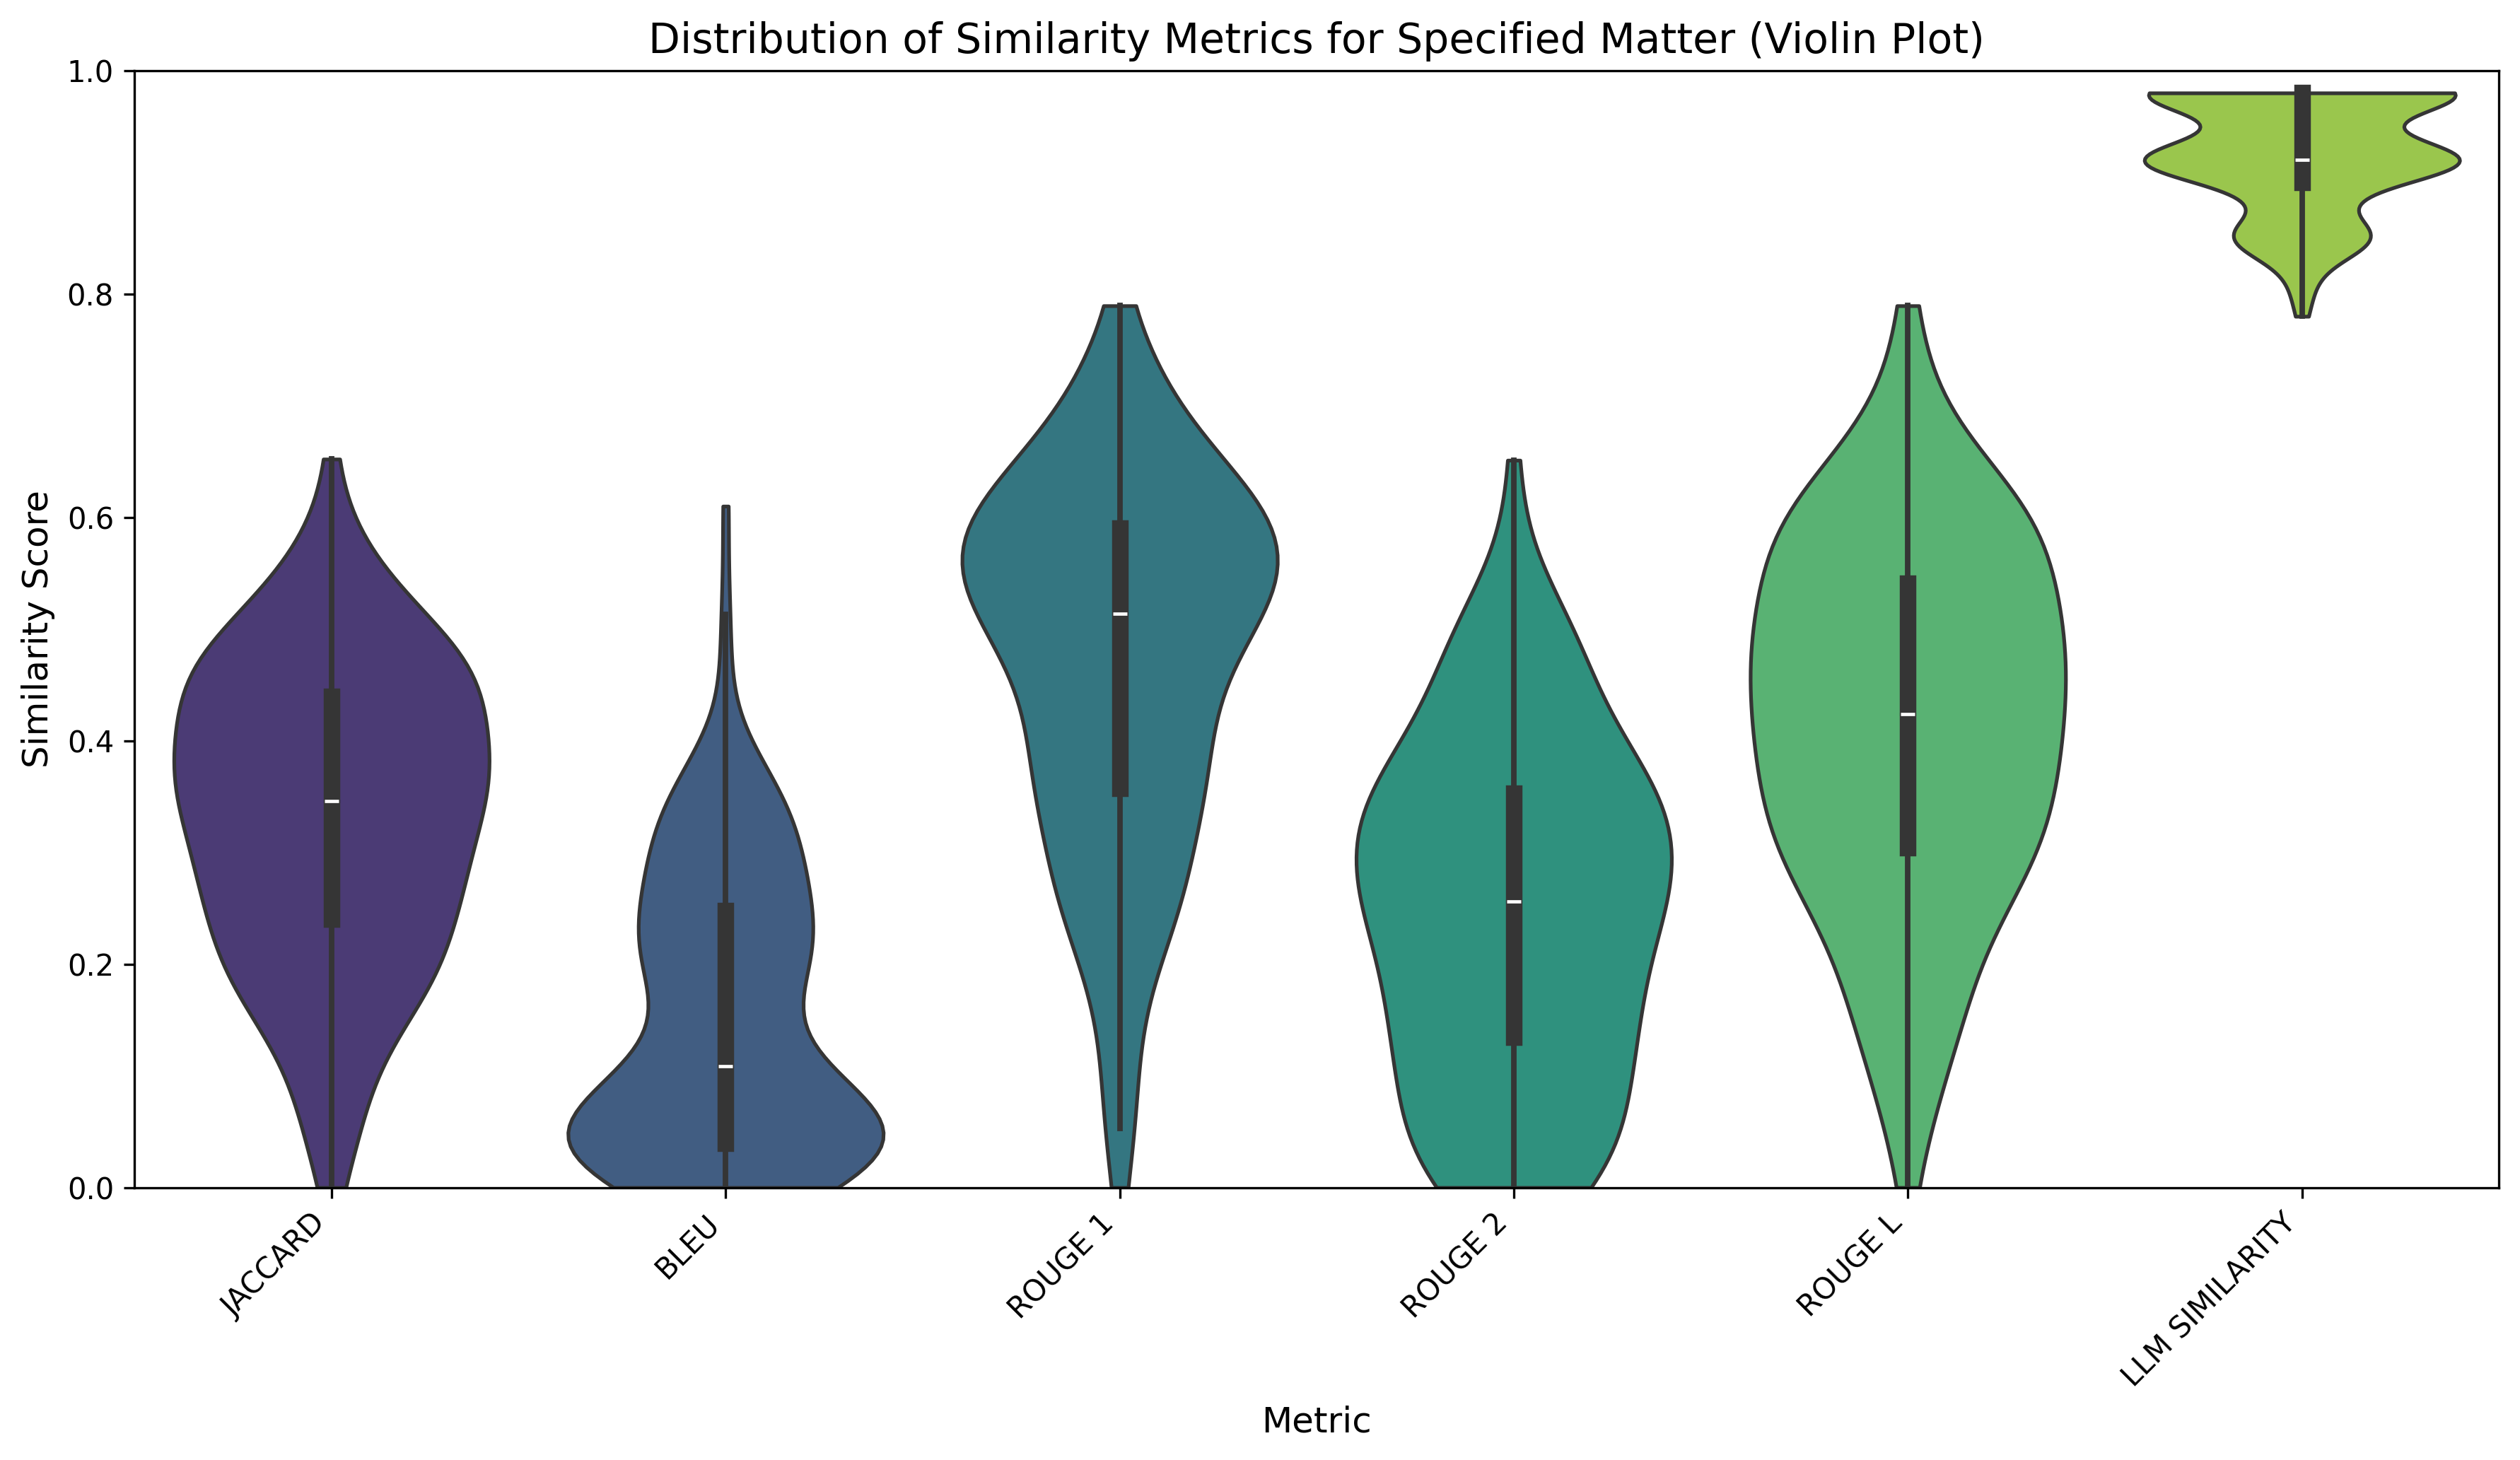 Distribution of Similarity Metrics for Specified Matter (Violin Plot)
1.0
0.8
0.6
0.4
0.2
0.0
Similarity Score
JACCARD
BLEU
ROUGE 1
ROUGE 2
ROUGE L
LLM SIMILARITY
Metric